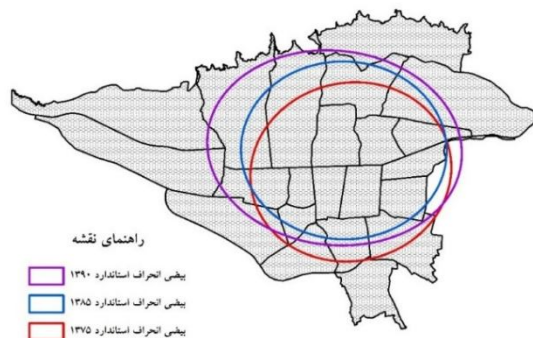 راهنمای نقشه
بیضی انحراف استاندارد ۱۳۹۰
بیضی انحراف استاندارد ۱۳۸۵
بیضی انحراف استاندارد ۱۳۷۵